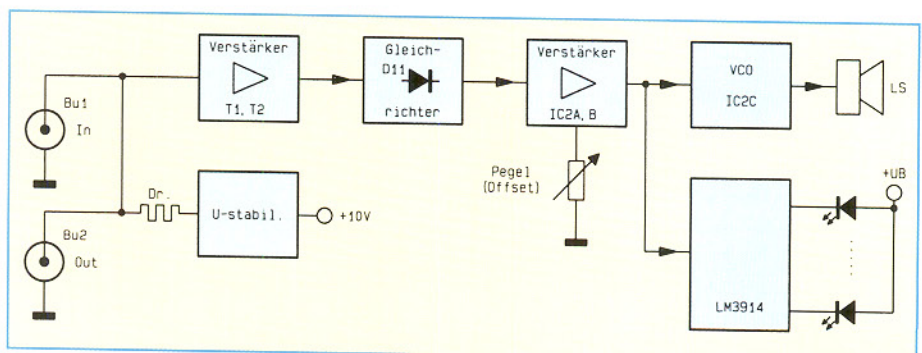 Bu1
In
Bu2
Out
Dr.
Verstärker
T1, T2
U-stabil.
+10V
Gleich-
D11
richter
Verstärker
IC2A, B
Pegel
(Offset)
VCO
IC2C
LS
LM3914
+UB